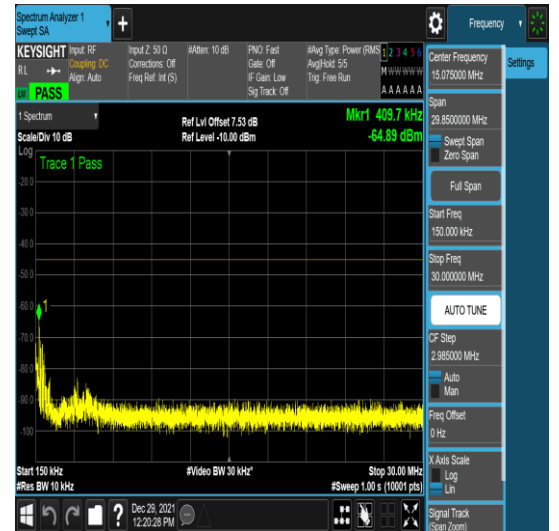 Spectrum Analyzer 1
Swept SA
+
Frequency
KEYSIGHT
RL
Input: RF
Coupling: DC
Align: Auto
Input Z: 50 Ω
Corrections: Off
Freq Ref: Int (S)
#Atten: 10 dB
PNO: Fast
Gate: Off
IF Gain: Low
Sig Track: Off
#Avg Type: Power (RMS
Avg|Hold: 5/5
Trig: Free Run
1 2 3 4 5 6
M W W W W W
A A A A A A
LXI PASS
1 Spectrum
Scale/Div 10 dB
Ref Lvl Offset 7.53 dB
Ref Level -10.00 dBm
Mkr1 409.7 kHz
-64.89 dBm
Log
Trace 1 Pass
-20.0
-30.0
-40.0
-50.0
-60.0
1
-70.0
-80.0
-90.0
-100
Start 150 kHz
#Res BW 10 kHz
#Video BW 30 kHz*
Stop 30.00 MHz
#Sweep 1.00 s (10001 pts)
Dec 29, 2021
12:20:28 PM
?
Settings
Center Frequency
15.075000 MHz
Span
29.8500000 MHz
Swept Span
Zero Span
Full Span
Start Freq
150.000 kHz
Stop Freq
30.000000 MHz
AUTO TUNE
CF Step
2.985000 MHz
Auto
Man
Freq Offset
0 Hz
X Axis Scale
Log
Lin
Signal Track
(Span Zoom)